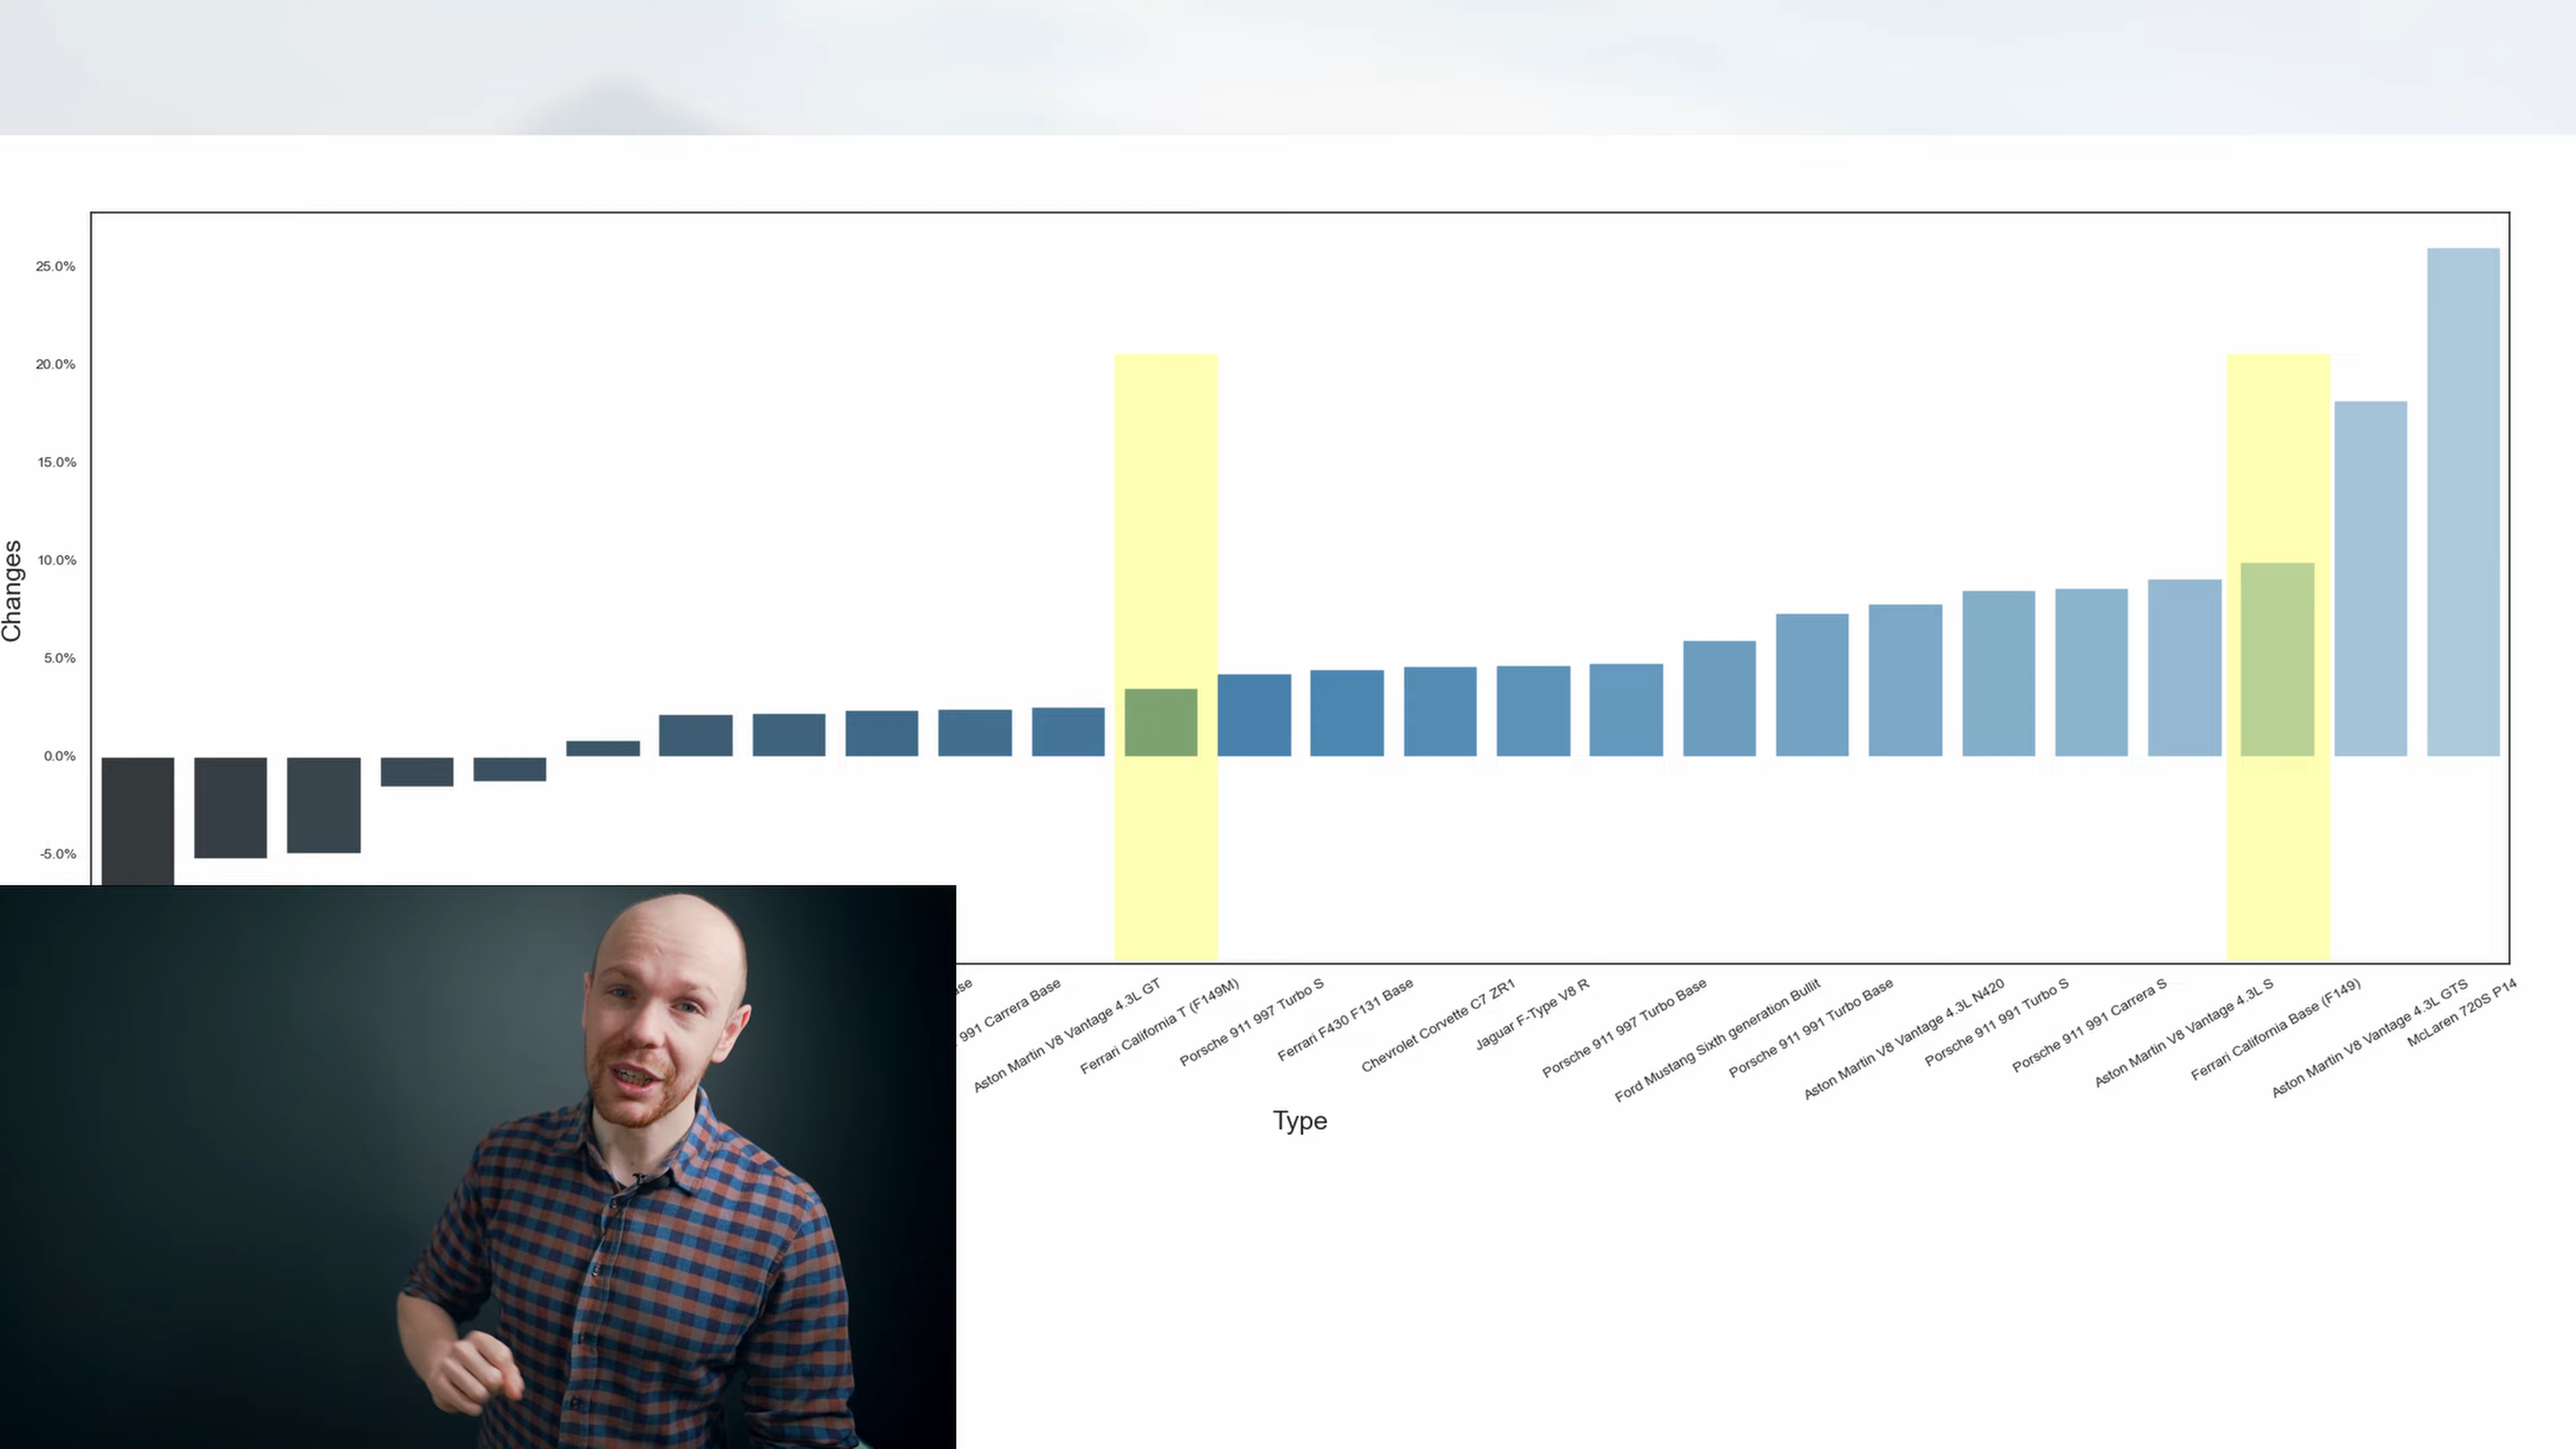 25.0%
20.0%
15.0%
10.0%
5.0%
0.0%
-5.0%
Changes
991 Carrera Base
Aston Martin V8 Vantage 4.3L GT
Ferrari California T (F149M)
Porsche 911 997 Turbo S
Ferrari F430 F131 Base
Chevrolet Corvette C7 ZR1
Jaguar F-Type V8 R
Porsche 911 997 Turbo Base
Ford Mustang Sixth generation Bullit
Porsche 911 991 Turbo Base
Aston Martin V8 Vantage 4.3L N420
Porsche 911 991 Turbo S
Porsche 911 991 Carrera S
Aston Martin V8 Vantage 4.3L S
Ferrari California Base (F149)
Aston Martin V8 Vantage 4.3L GTS
McLaren 720S P14
Type